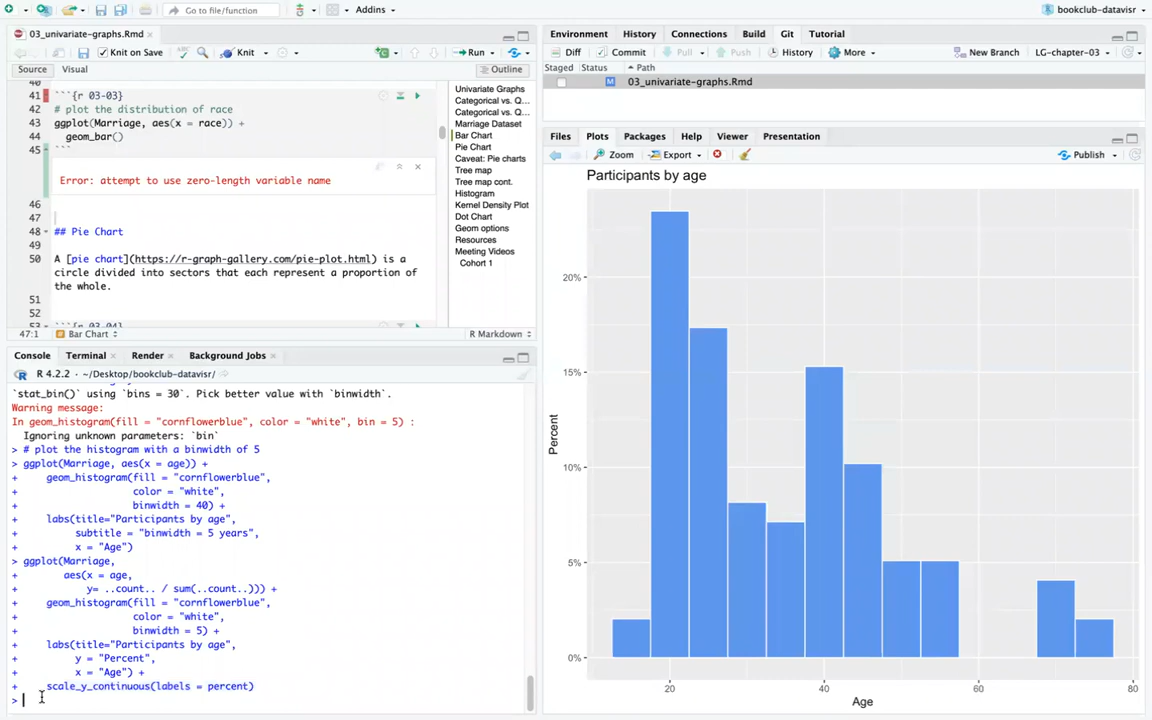 Go to file/function
Addins
bookclub-datavisr
03_univariate-graphs.Rmd
Knit on Save
Knit
Run
Source
Visual
Outline
41 ```{r 03-03}
42 # plot the distribution of race
43 ggplot(Marriage, aes(x = race)) +
44   geom_bar()
45 ```
Error: attempt to use zero-length variable name
46
47
48 ## Pie Chart
49
50 A [pie chart](https://r-graph-gallery.com/pie-plot.html) is a
circle divided into sectors that each represent a proportion of
the whole.
51
52
53 ```{r 03-04}
47:1
Bar Chart
R Markdown
Univariate Graphs
Categorical vs. Q...
Categorical vs. Q...
Marriage Dataset
Bar Chart
Pie Chart
Caveat: Pie charts
Tree map
Tree map cont.
Histogram
Kernel Density Plot
Dot Chart
Geom options
Resources
Meeting Videos
Cohort 1
Console
Terminal
Render
Background Jobs
R 4.2.2 · ~/Desktop/bookclub-datavisr/
`stat_bin()` using `bins = 30`. Pick better value with `binwidth`.
Warning message:
In geom_histogram(fill = "cornflowerblue", color = "white", bin = 5) :
  Ignoring unknown parameters: `bin`
> # plot the histogram with a binwidth of 5
> ggplot(Marriage, aes(x = age)) +
+     geom_histogram(fill = "cornflowerblue",
+                    color = "white",
+                    binwidth = 40) +
+     labs(title="Participants by age",
+          subtitle = "binwidth = 5 years",
+          x = "Age")
> ggplot(Marriage,
+        aes(x = age,
+            y= ..count.. / sum(..count..))) +
+     geom_histogram(fill = "cornflowerblue",
+                    color = "white",
+                    binwidth = 5) +
+     labs(title="Participants by age",
+          y = "Percent",
+          x = "Age") +
+     scale_y_continuous(labels = percent)
>
Environment
History
Connections
Build
Git
Tutorial
Diff
Commit
Pull
Push
History
More
New Branch
LG-chapter-03
Staged
Status
Path
M
03_univariate-graphs.Rmd
Files
Plots
Packages
Help
Viewer
Presentation
Zoom
Export
Publish
Participants by age
20%
15%
10%
5%
0%
Percent
20
40
60
80
Age